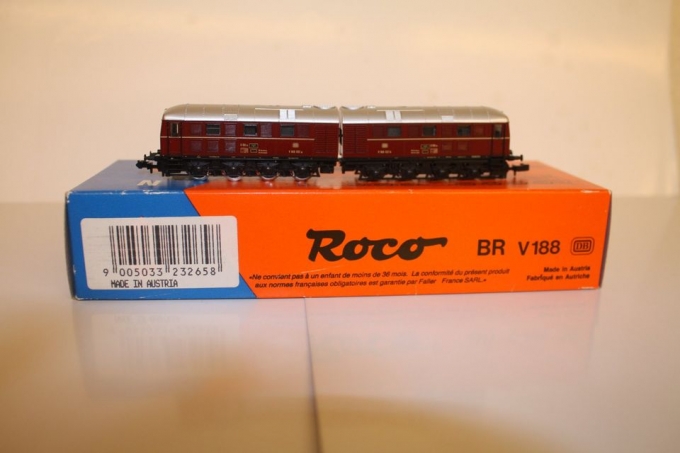 Roco
BR V188
DB
9 005033 232658
MADE IN AUSTRIA
«Ne convient pas à un enfant de moins de 36 mois. La conformité du présent produit
aux normes françaises obligatoires est garantie par Faller France SARL.»
Made in Austria
Fabriqué en Autriche